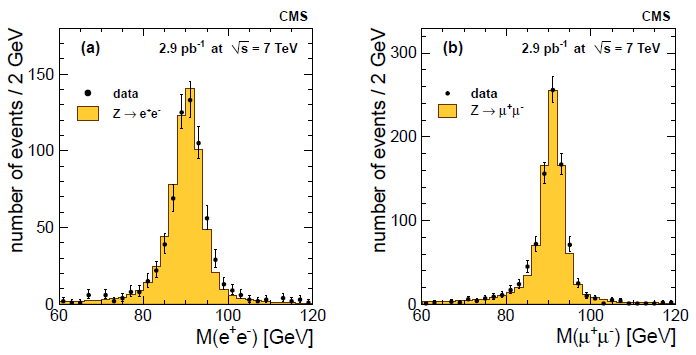 CMS
(a) 2.9 pb⁻¹ at √s = 7 TeV
data
Z → e⁺e⁻
number of events / 2 GeV
150
100
50
0
60 80 100 120
M(e⁺e⁻) [GeV]
CMS
(b) 2.9 pb⁻¹ at √s = 7 TeV
data
Z → μ⁺μ⁻
number of events / 2 GeV
300
200
100
0
60 80 100 120
M(μ⁺μ⁻) [GeV]